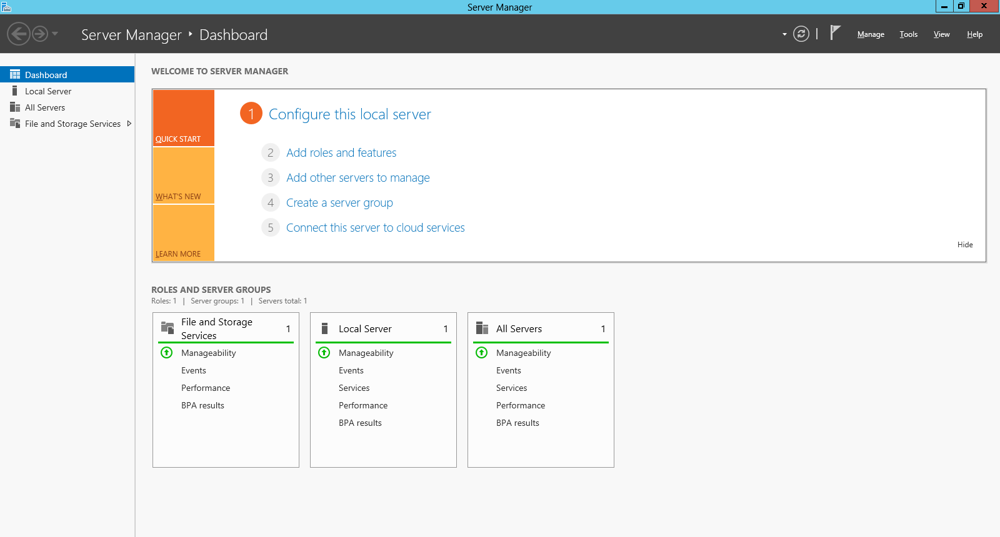 Server Manager
Server Manager ‣ Dashboard
Manage Tools View Help
Dashboard
Local Server
All Servers
File and Storage Services
WELCOME TO SERVER MANAGER
QUICK START
WHAT'S NEW
LEARN MORE
1 Configure this local server
2 Add roles and features
3 Add other servers to manage
4 Create a server group
5 Connect this server to cloud services
Hide
ROLES AND SERVER GROUPS
Roles: 1 | Server groups: 1 | Servers total: 1
File and Storage
Services 1
Manageability
Events
Performance
BPA results
Local Server 1
Manageability
Events
Services
Performance
BPA results
All Servers 1
Manageability
Events
Services
Performance
BPA results